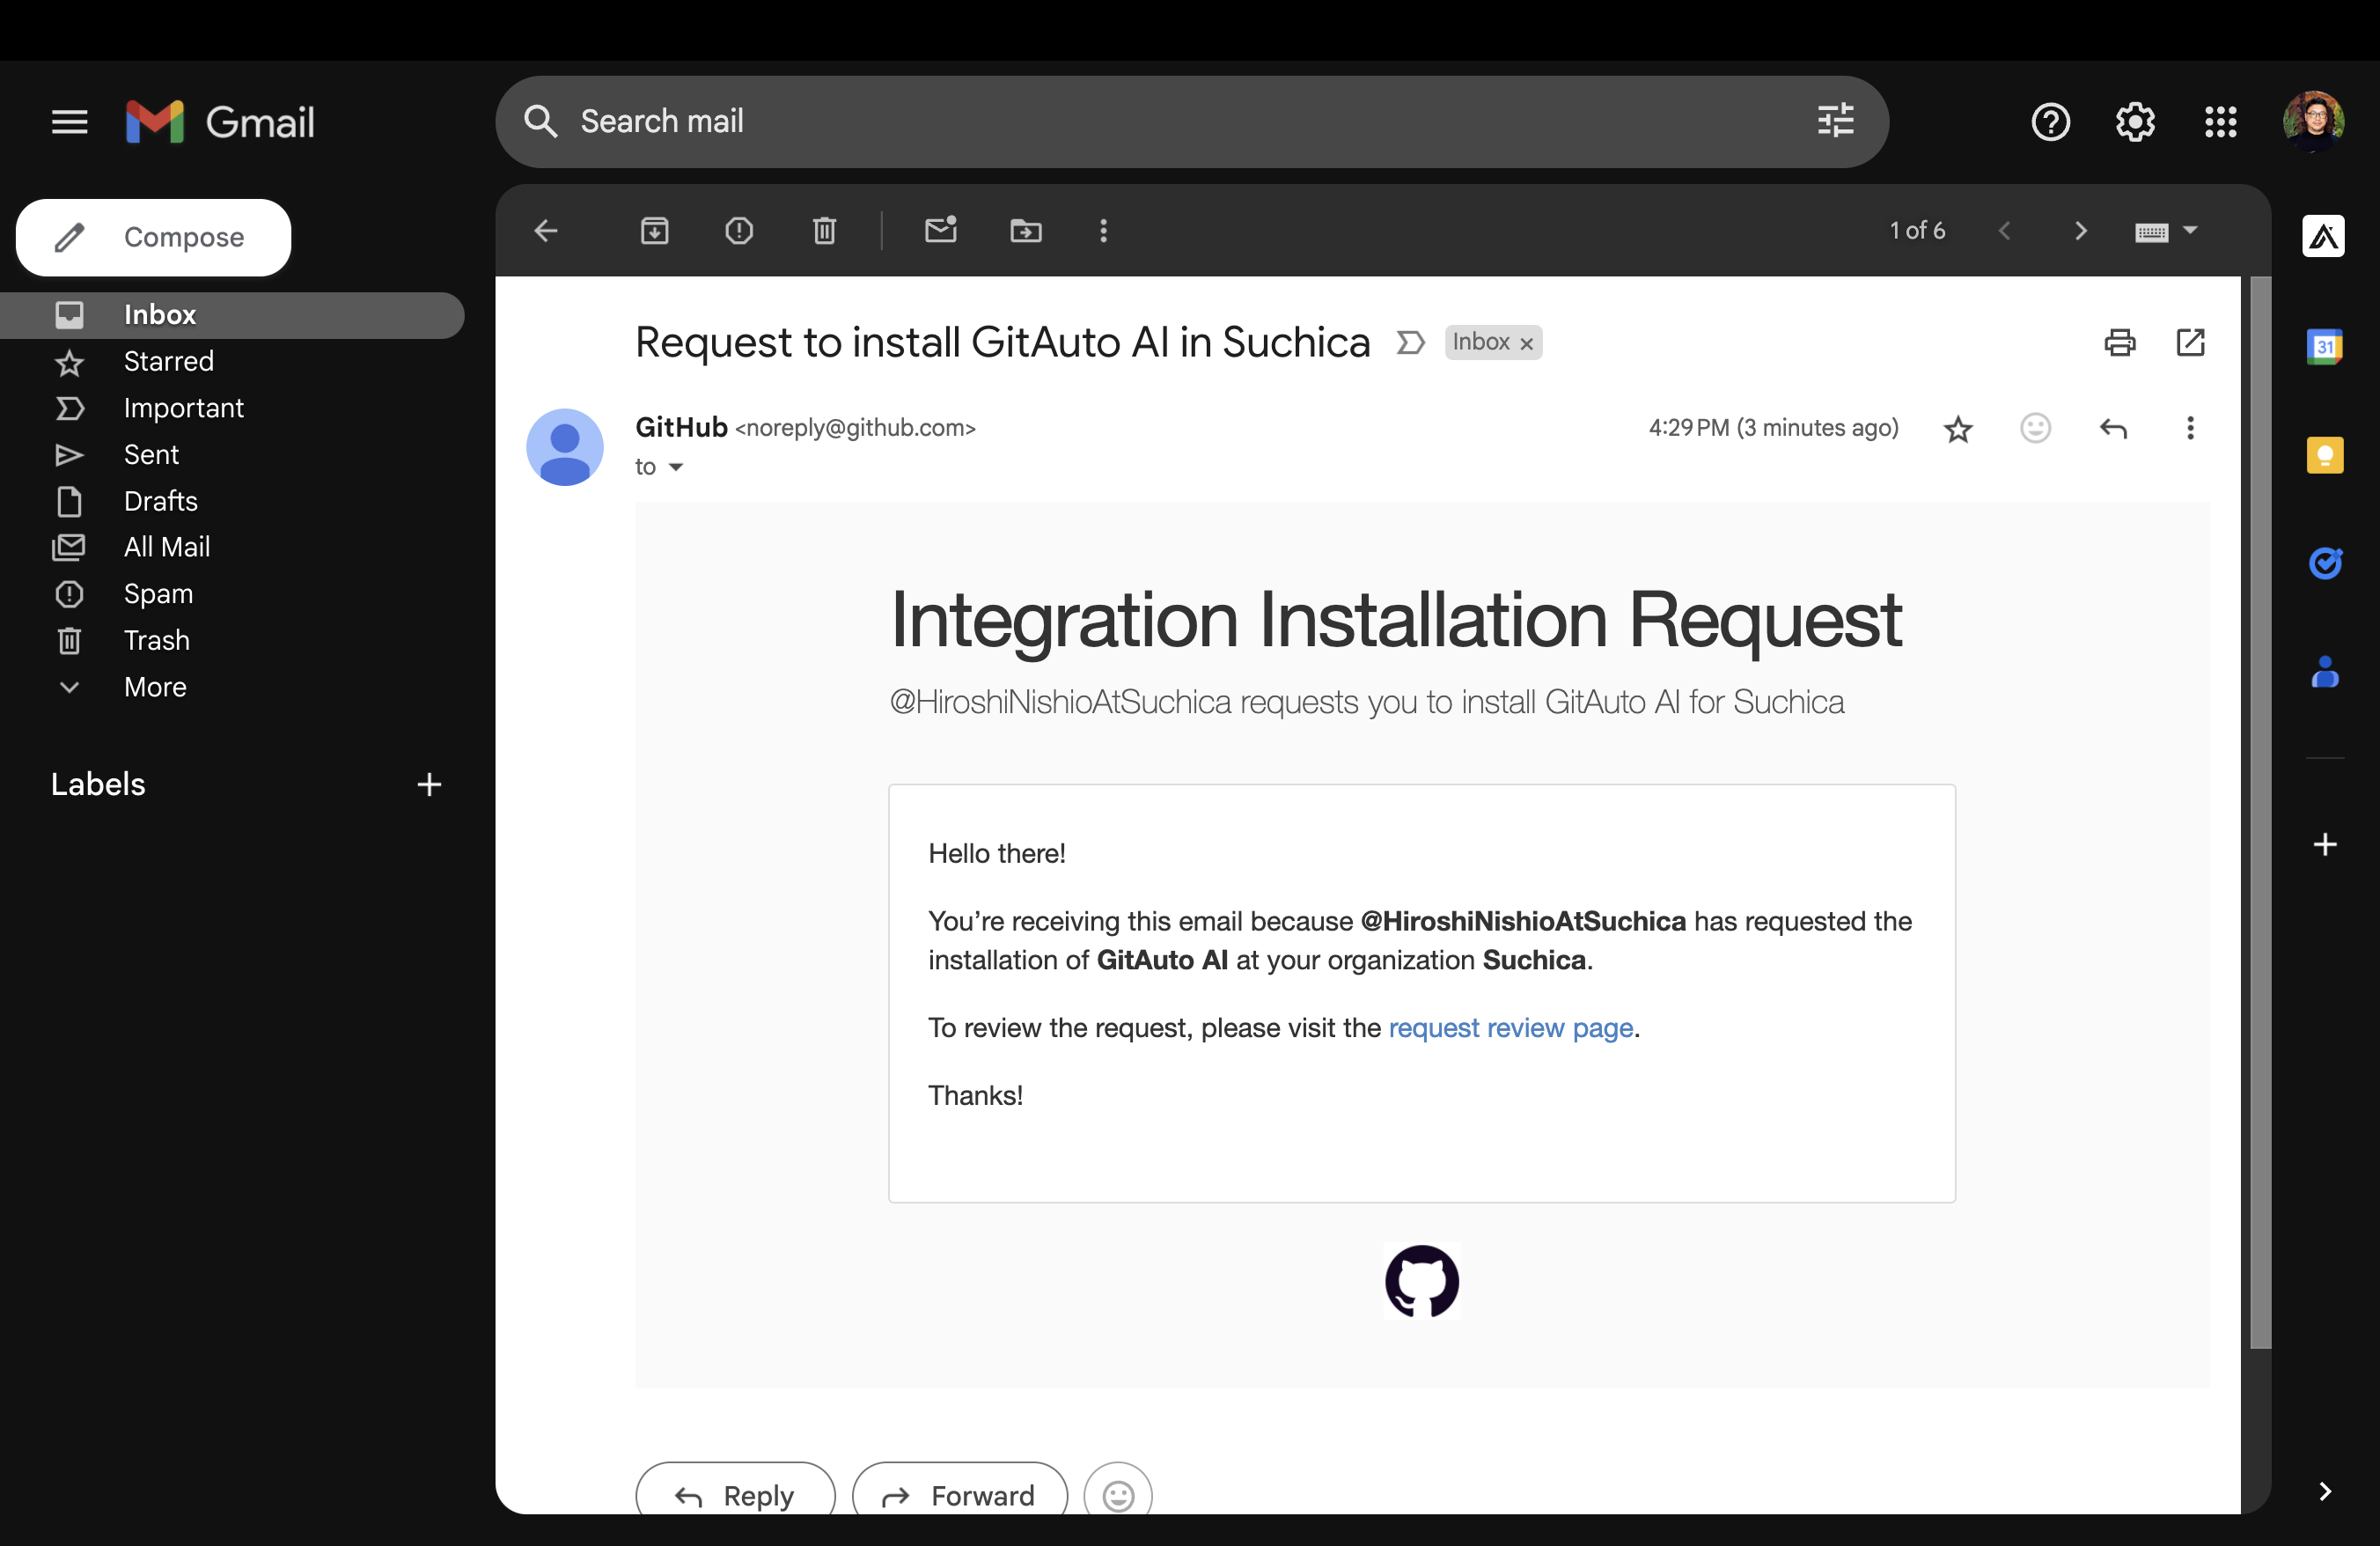 Gmail
Search mail
Compose
1 of 6
Inbox
Starred
Important
Sent
Drafts
All Mail
Spam
Trash
More
Labels
Request to install GitAuto AI in Suchica
Inbox ×
GitHub <noreply@github.com>
4:29 PM (3 minutes ago)
to
Integration Installation Request
@HiroshiNishioAtSuchica requests you to install GitAuto AI for Suchica
Hello there!
You’re receiving this email because @HiroshiNishioAtSuchica has requested the
installation of GitAuto AI at your organization Suchica.
To review the request, please visit the request review page.
Thanks!
Reply
Forward
31